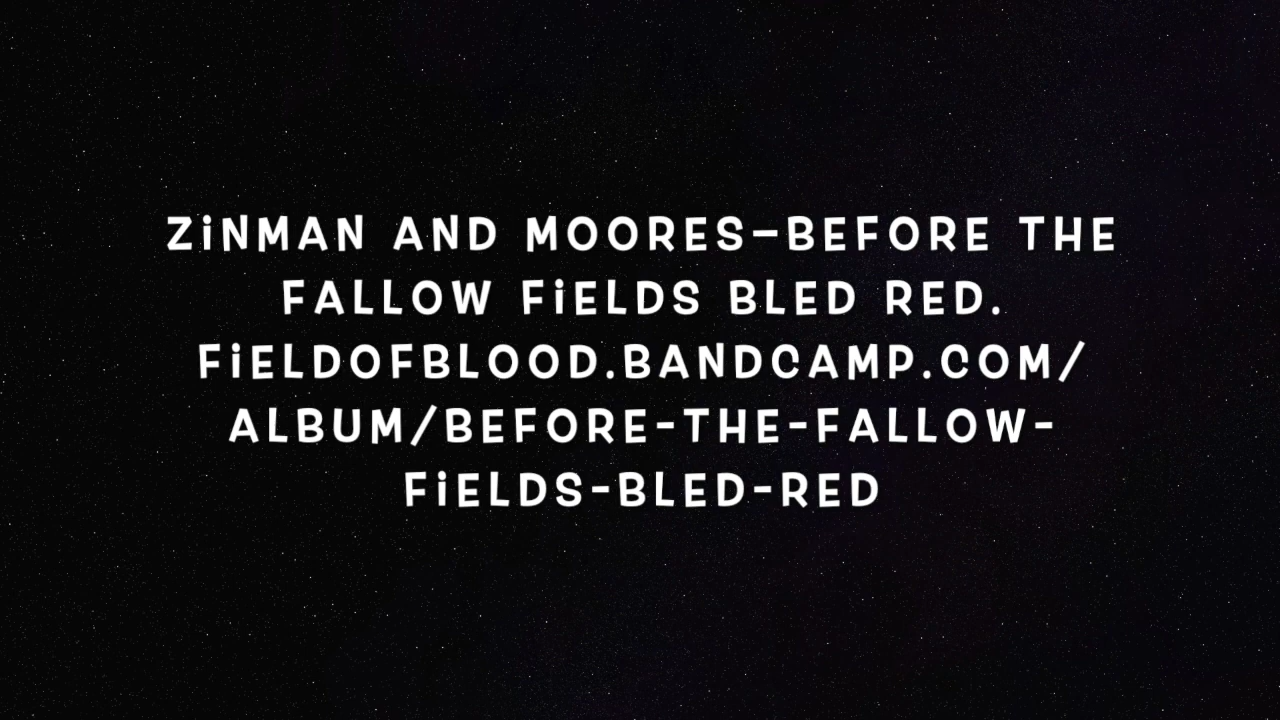 ZiNMAN AND MOORES–BEFORE THE
FALLOW FiELDS BLED RED.
FiELDOFBLOOD.BANDCAMP.COM/
ALBUM/BEFORE-THE-FALLOW-
FiELDS-BLED-RED